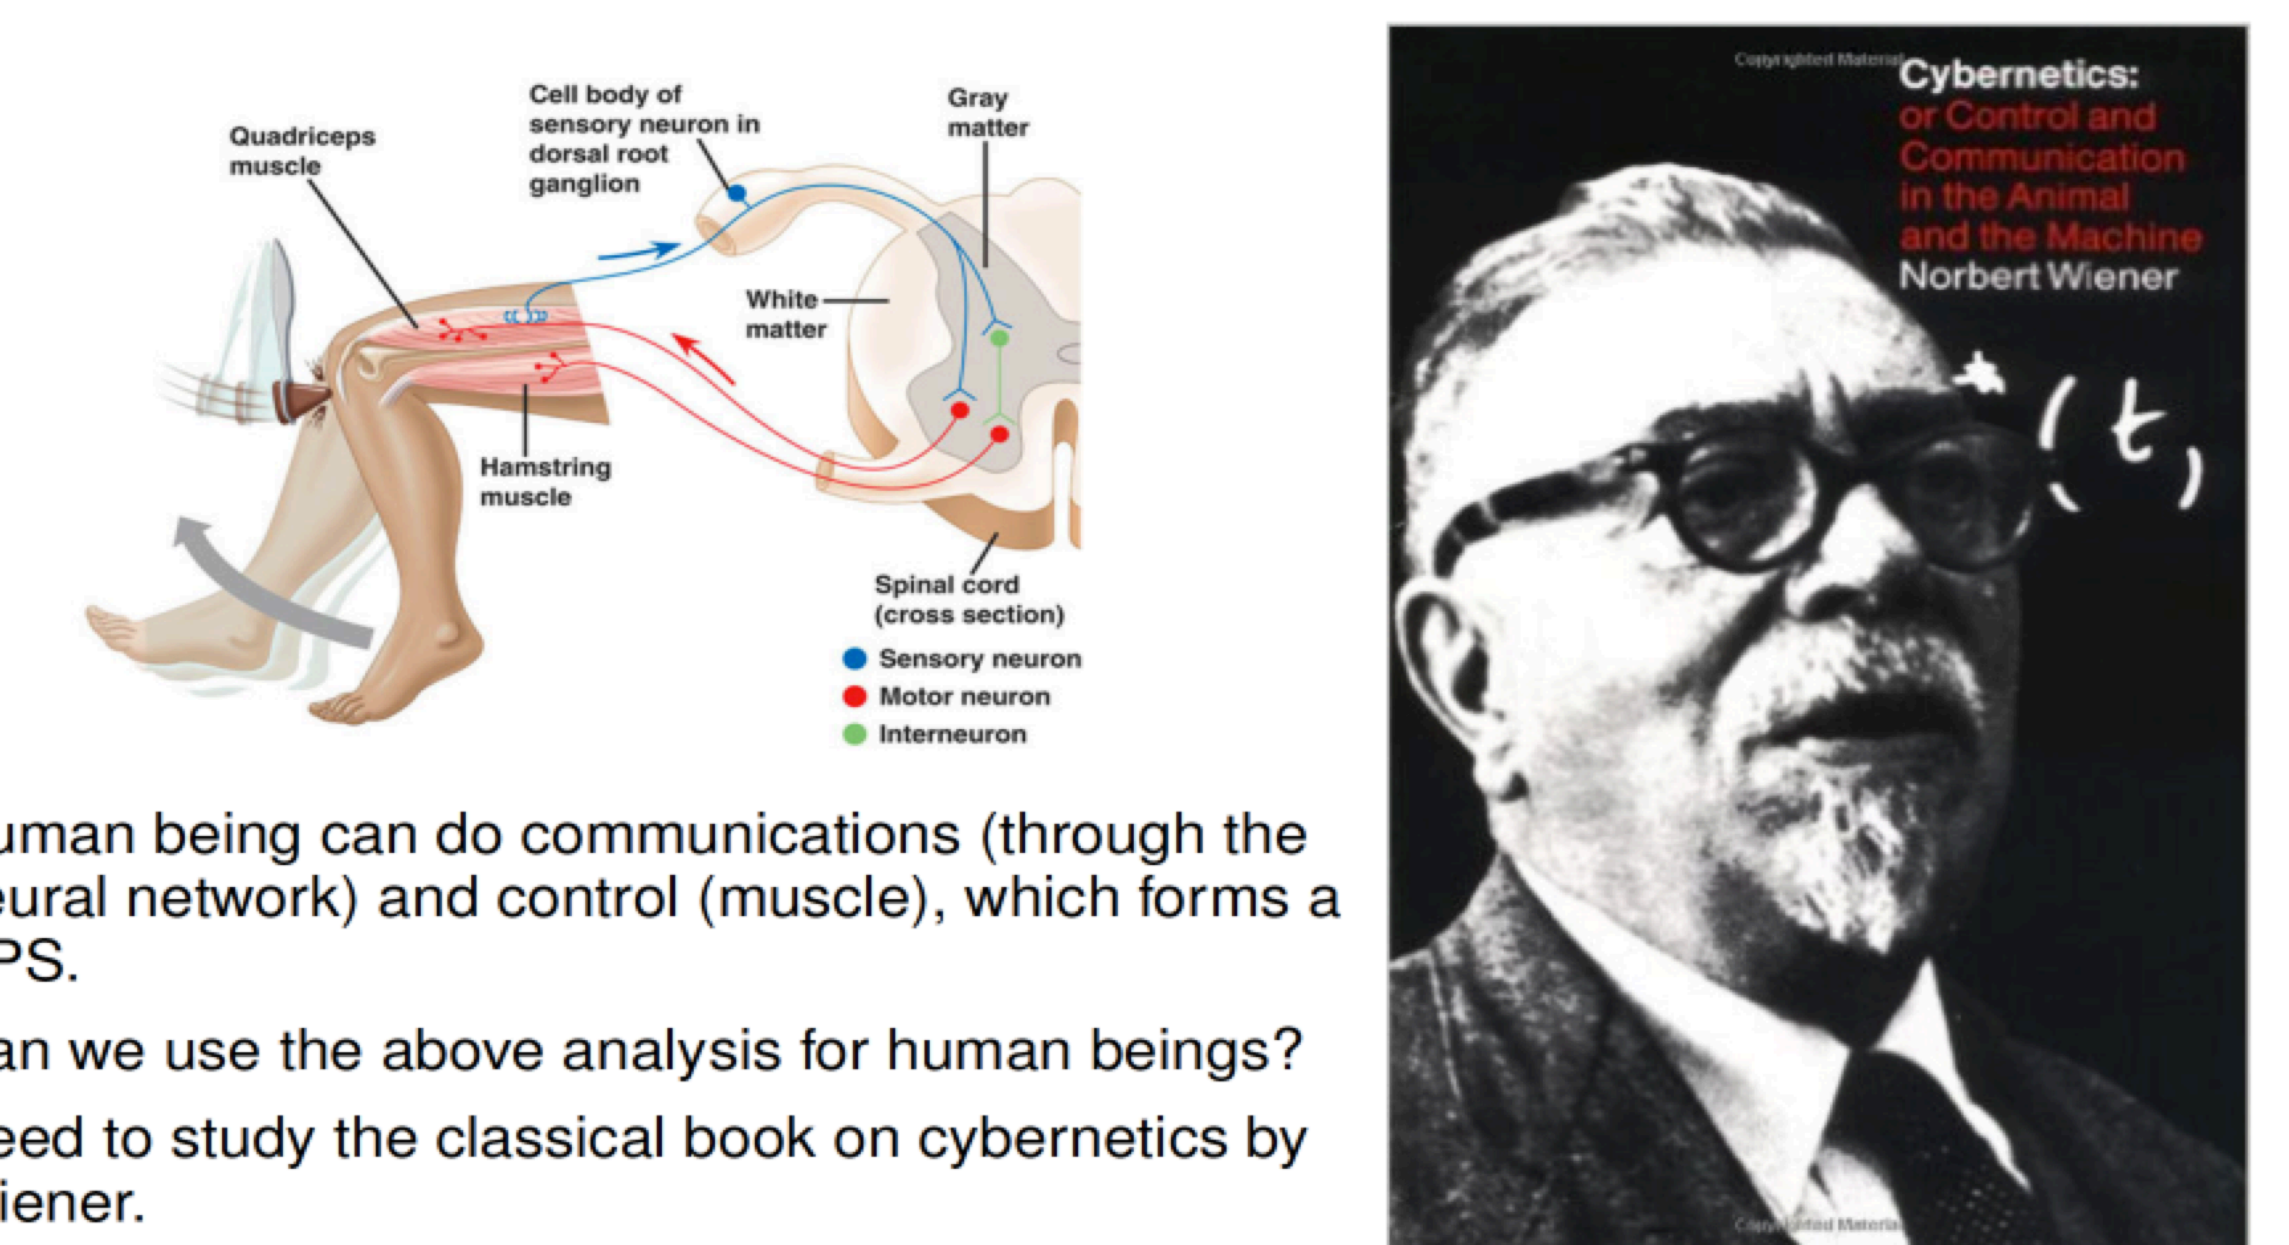 Quadriceps
muscle
Cell body of
sensory neuron in
dorsal root
ganglion
Gray
matter
White
matter
Hamstring
muscle
Spinal cord
(cross section)
Sensory neuron
Motor neuron
Interneuron
uman being can do communications (through the
eural network) and control (muscle), which forms a
PS.
an we use the above analysis for human beings?
eed to study the classical book on cybernetics by
iener.
Copyrighted Material
Cybernetics:
or Control and
Communication
in the Animal
and the Machine
Norbert Wiener
(t,
)
Copyrighted Material